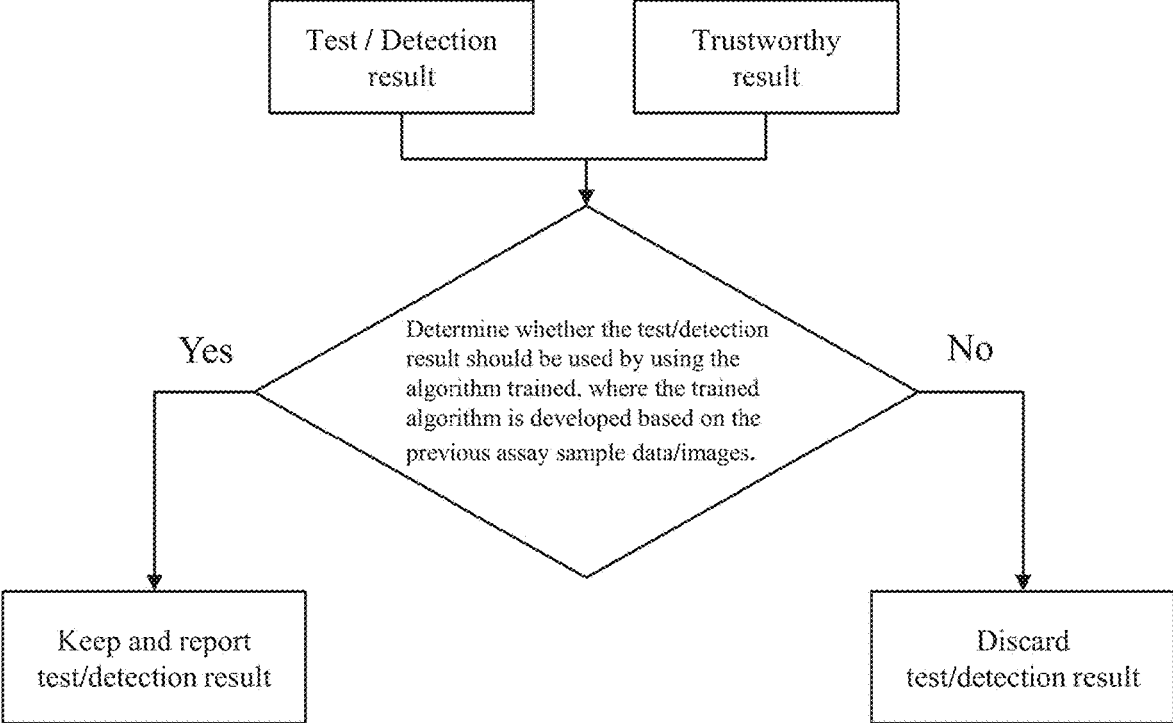 Test / Detection
result
Trustworthy
result
Determine whether the test/detection
result should be used by using the
algorithm trained, where the trained
algorithm is developed based on the
previous assay sample data/images.
Yes
No
Keep and report
test/detection result
Discard
test/detection result